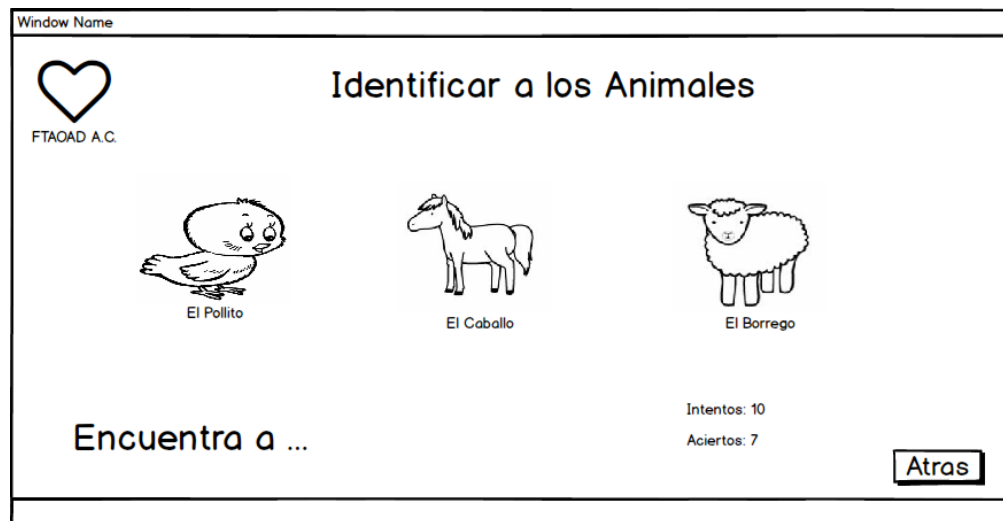 Window Name
Identificar a los Animales
FTAOAD A.C.
El Pollito
El Caballo
El Borrego
Intentos: 10
Encuentra a ...
Aciertos: 7
Atras